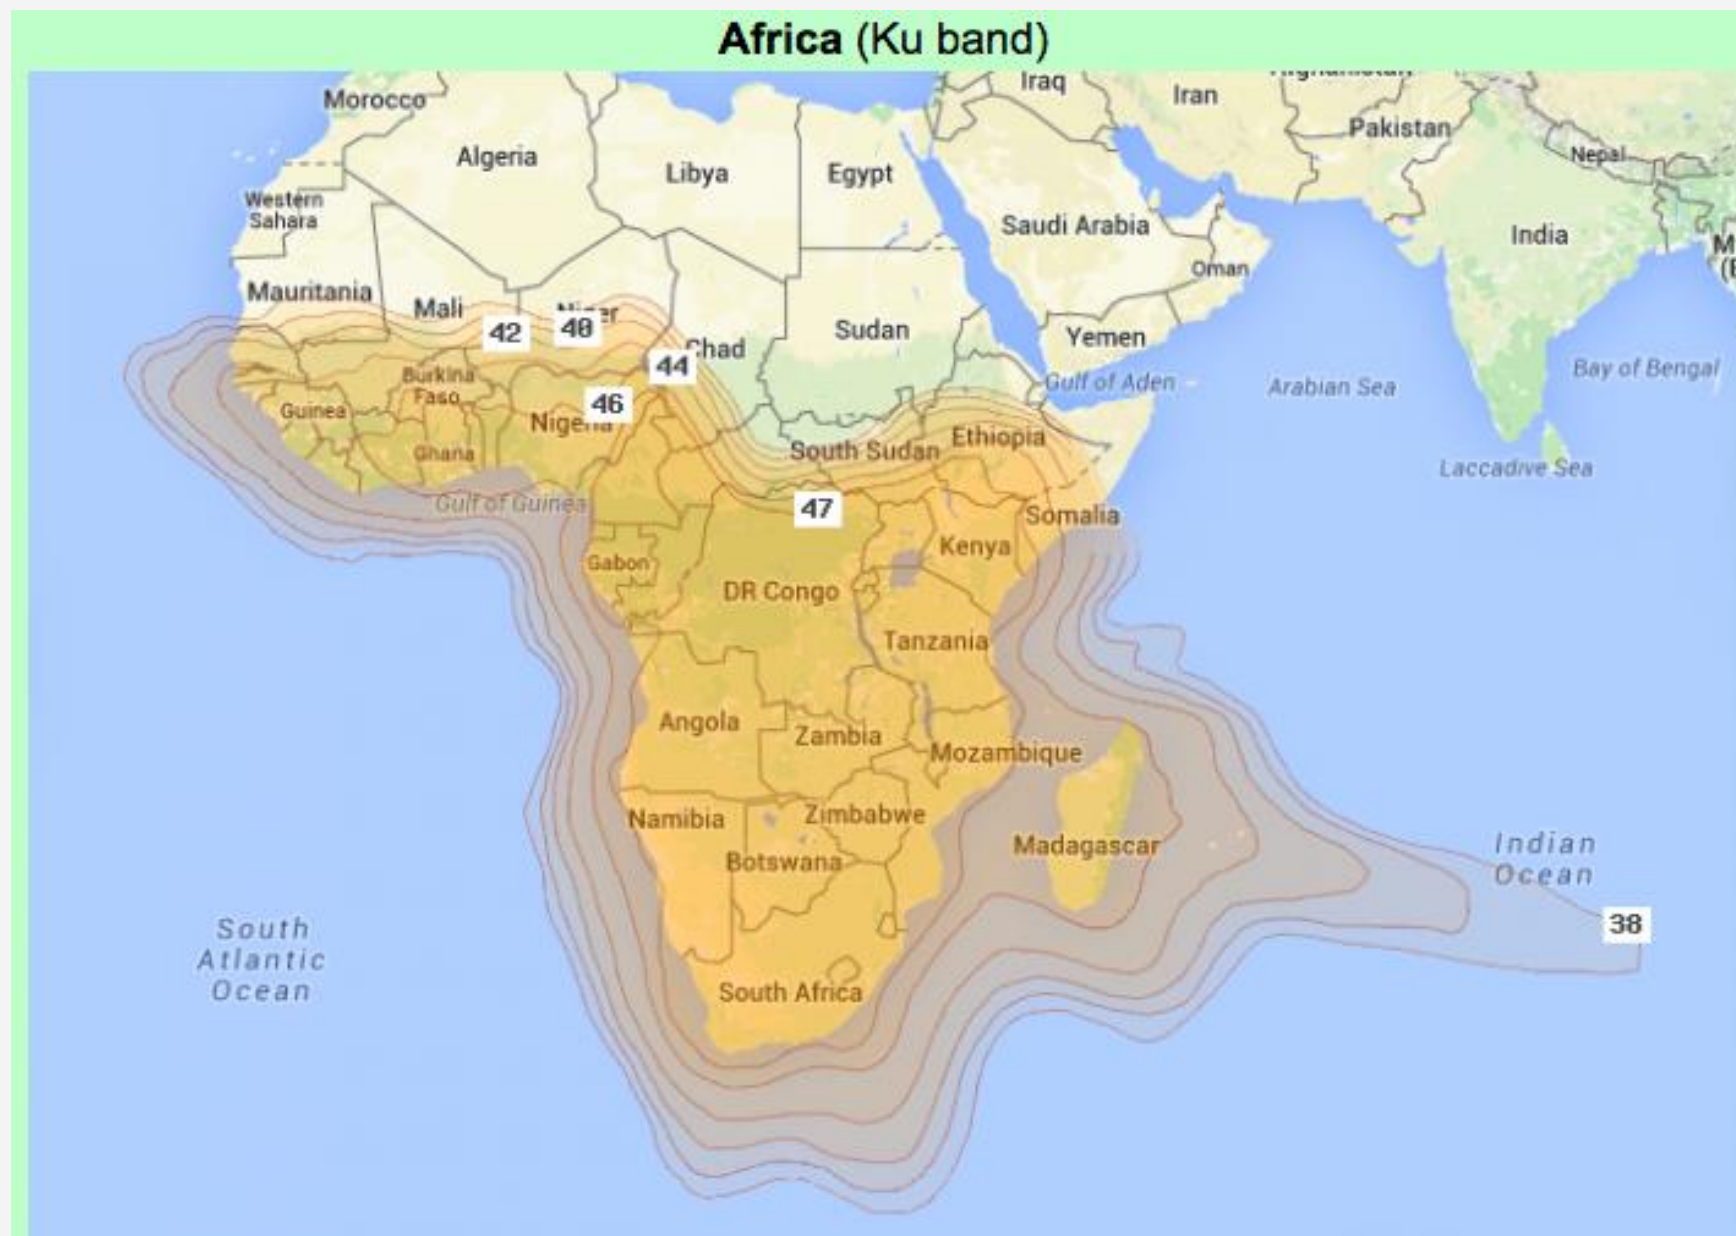 Africa (Ku band)
Iraq
Iran
Morocco
Pakistan
Algeria
Nepal
Libya
Egypt
Western
Sahara
Saudi Arabia
India
Oman
Mauritania
Mali
42
40
Sudan
Yemen
Chad
44
Bay of Bengal
Burkina
Faso
Gulf of Aden
Arabian Sea
46
Guinea
Nigeria
Ghana
South Sudan
Ethiopia
Laccadive Sea
Gulf of Guinea
47
Somalia
Kenya
Gabon
DR Congo
Tanzania
Angola
Zambia
Mozambique
Namibia
Zimbabwe
Madagascar
Botswana
Indian
Ocean
38
South
Atlantic
Ocean
South Africa